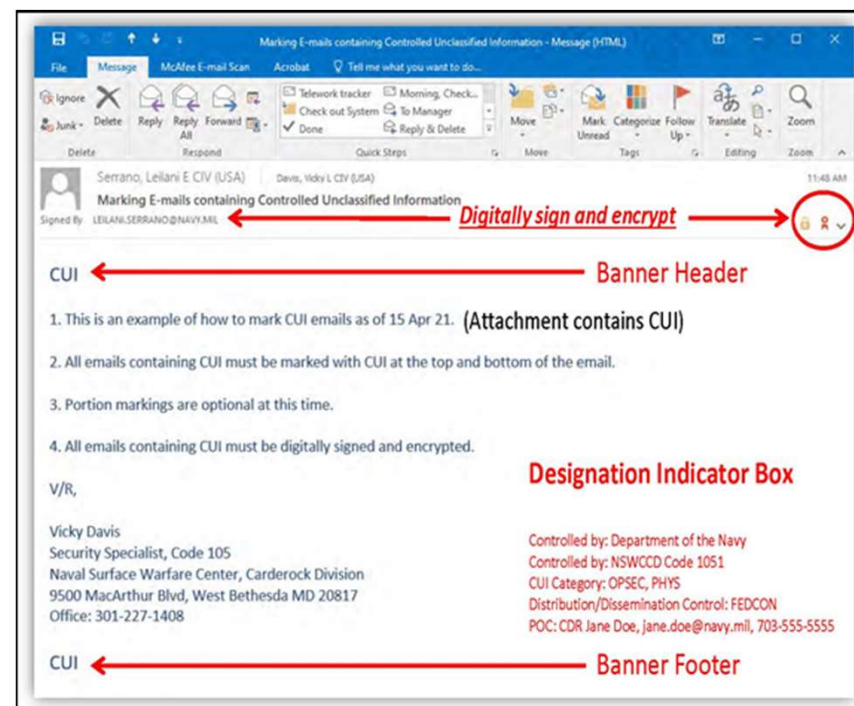 Marking E-mails containing Controlled Unclassified Information - Message (HTML)
File Message McAfee E-mail Scan Acrobat Tell me what you want to do...
Ignore
Junk
Delete
Reply
Reply All
Forward
Telework tracker
Check out System
Done
Morning, Check...
To Manager
Reply & Delete
Move
Mark Unread
Categorize
Follow Up
Translate
Zoom
Delete Respond Quick Steps Move Tags Editing Zoom
Serrano, Leilani E CIV (USA) Davis, Vicky L CIV (USA) 11:48 AM
Marking E-mails containing Controlled Unclassified Information
Signed By LEILANI.SERRANO@NAVY.MIL Digitally sign and encrypt
CUI Banner Header
1. This is an example of how to mark CUI emails as of 15 Apr 21. (Attachment contains CUI)
2. All emails containing CUI must be marked with CUI at the top and bottom of the email.
3. Portion markings are optional at this time.
4. All emails containing CUI must be digitally signed and encrypted.
V/R,
Vicky Davis
Security Specialist, Code 105
Naval Surface Warfare Center, Carderock Division
9500 MacArthur Blvd, West Bethesda MD 20817
Office: 301-227-1408
Designation Indicator Box
Controlled by: Department of the Navy
Controlled by: NSWCCD Code 1051
CUI Category: OPSEC, PHYS
Distribution/Dissemination Control: FEDCON
POC: CDR Jane Doe, jane.doe@navy.mil, 703-555-5555
CUI Banner Footer